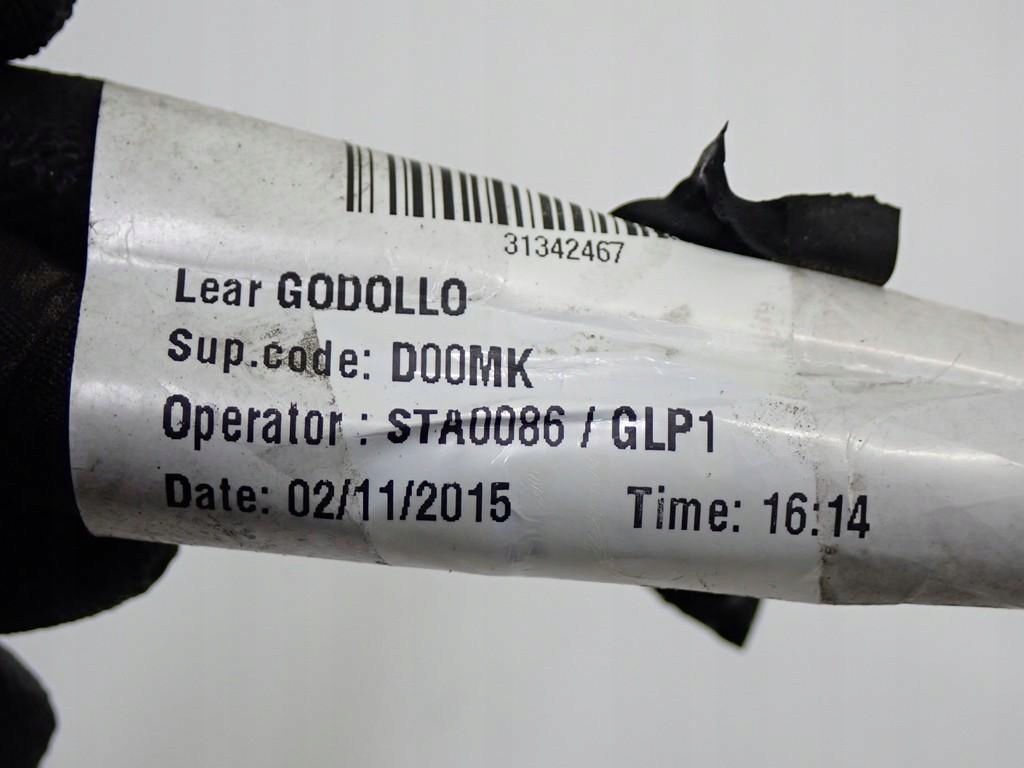 31342467
Lear GODOLLO
Sup.code: D00MK
Operator : STA0086 / GLP1
Date: 02/11/2015 Time: 16:14